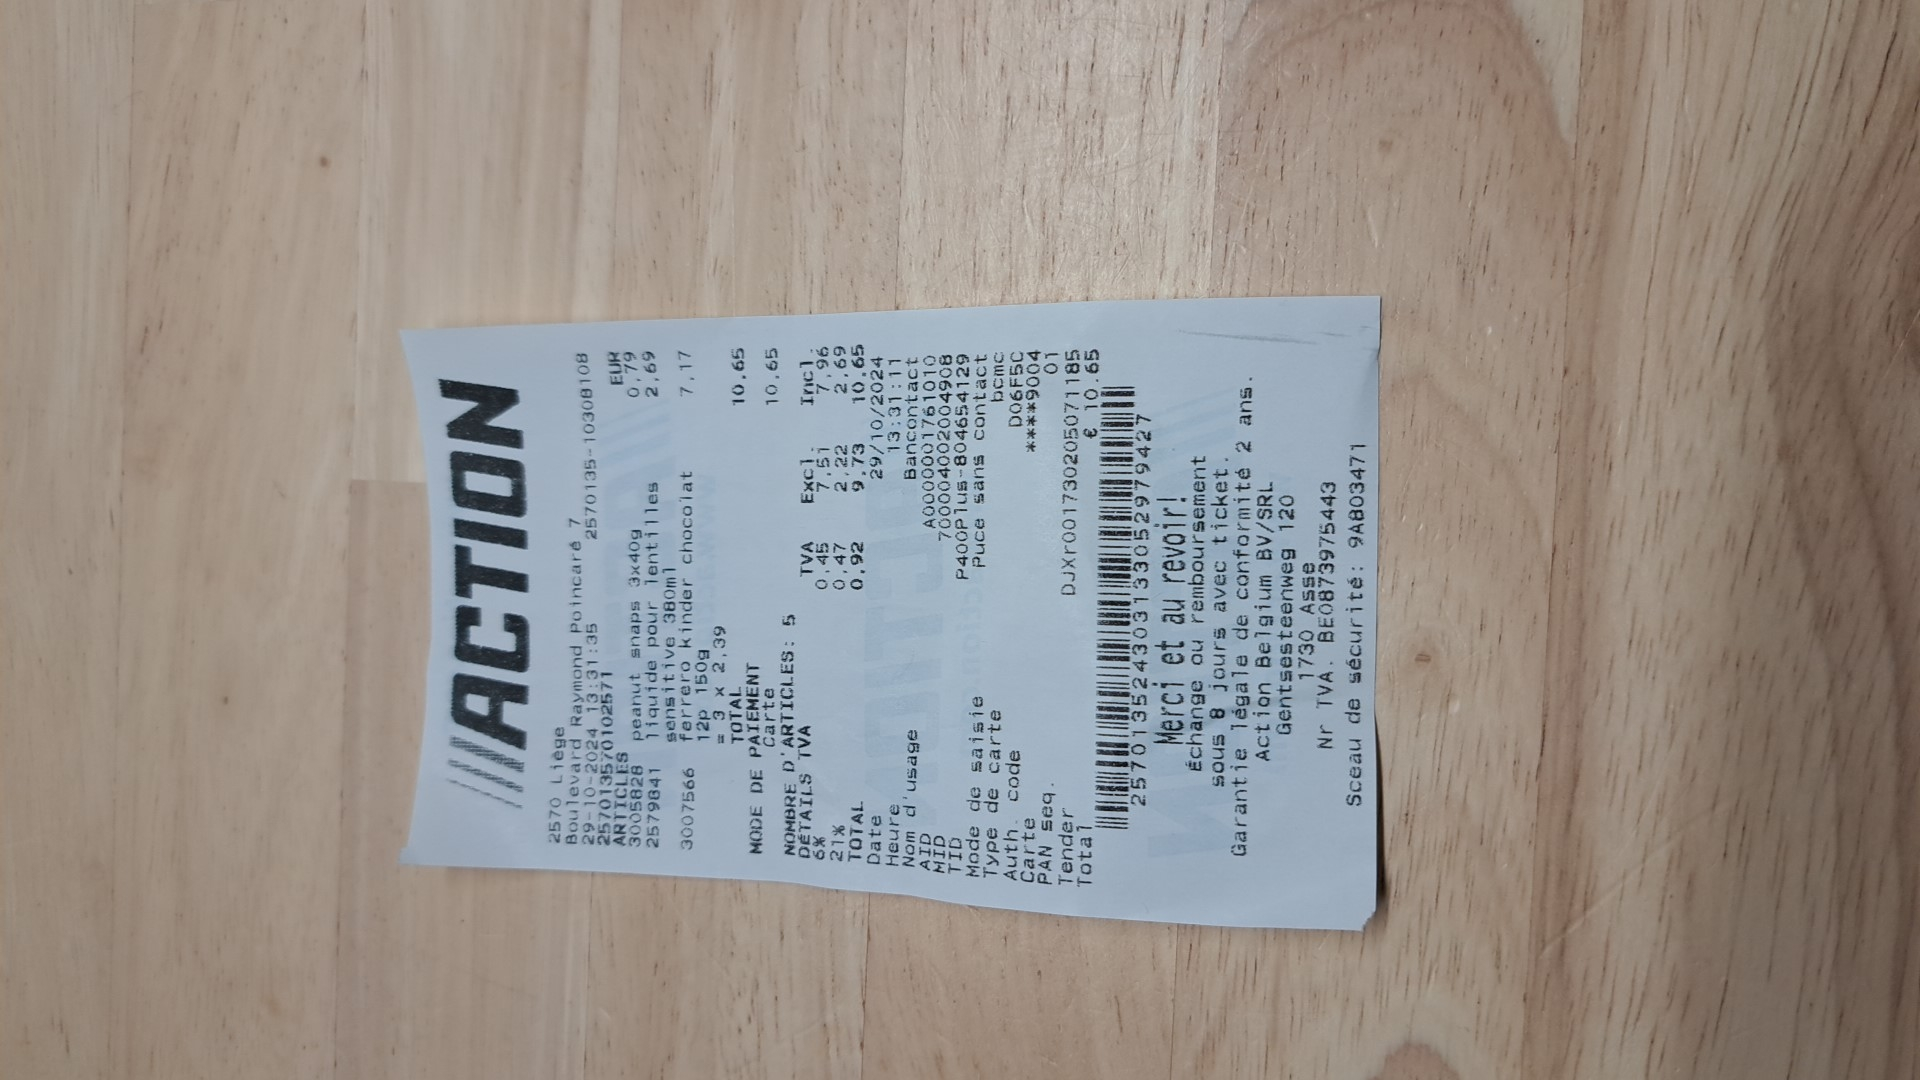 ///ACTION
2570 Liège
Boulevard Raymond Poincaré 7
29-10-2024 13:31:35 2570135-10308108
257013570102571
ARTICLES EUR
3005828 peanut snaps 3x40g 0,79
2579841 liquide pour lentilles 2,69
sensitive 380ml
3007566 ferrero kinder chocolat 7,17
12p 150g
= 3 x 2,39
TOTAL 10,65
MODE DE PAIEMENT
Carte 10,65
NOMBRE D'ARTICLES: 5
DÉTAILS TVA TVA Excl. Incl.
6% 0,45 7,51 7,96
21% 0,47 2,22 2,69
TOTAL 0,92 9,73 10,65
Date 29/10/2024
Heure 13:31:11
Nom d'usage Bancontact
AID A0000001761010
MID 700004002004908
TID P400Plus-804654129
Mode de saisie Puce sans contact
Type de carte bcmc
Auth. code D06F5C
Carte ****9004
PAN seq. 01
Tender DJXr001730205071185
Total € 10.65
2570135243031330529​79427
Merci et au revoir!
Échange ou remboursement
sous 8 jours avec ticket.
Garantie légale de conformité 2 ans.
Action Belgium BV/SRL
Gentsesteenweg 120
1730 Asse
Nr TVA. BE0873975443
Sceau de sécurité: 9A803471